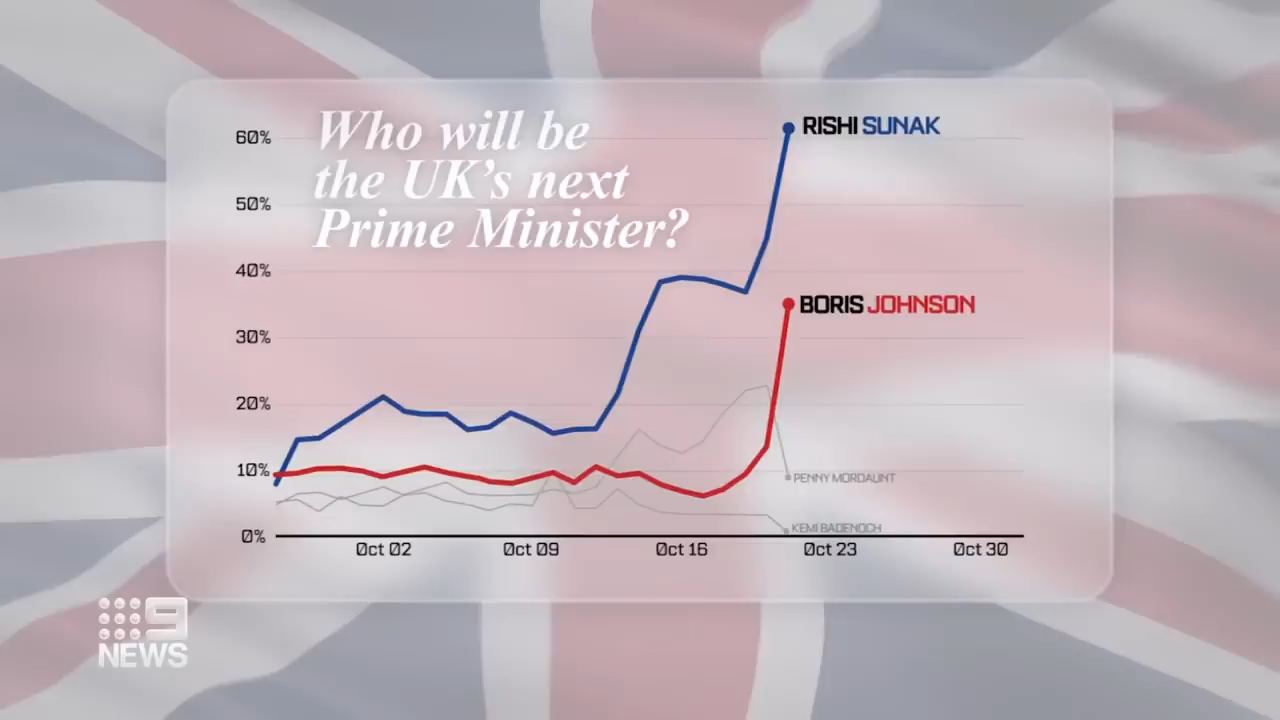 Who will be
the UK's next
Prime Minister?
60%
50%
40%
30%
20%
10%
0%
RISHI SUNAK
BORIS JOHNSON
PENNY MORDAUNT
KEMI BADENOCH
Oct 02 Oct 09 Oct 16 Oct 23 Oct 30
9
NEWS